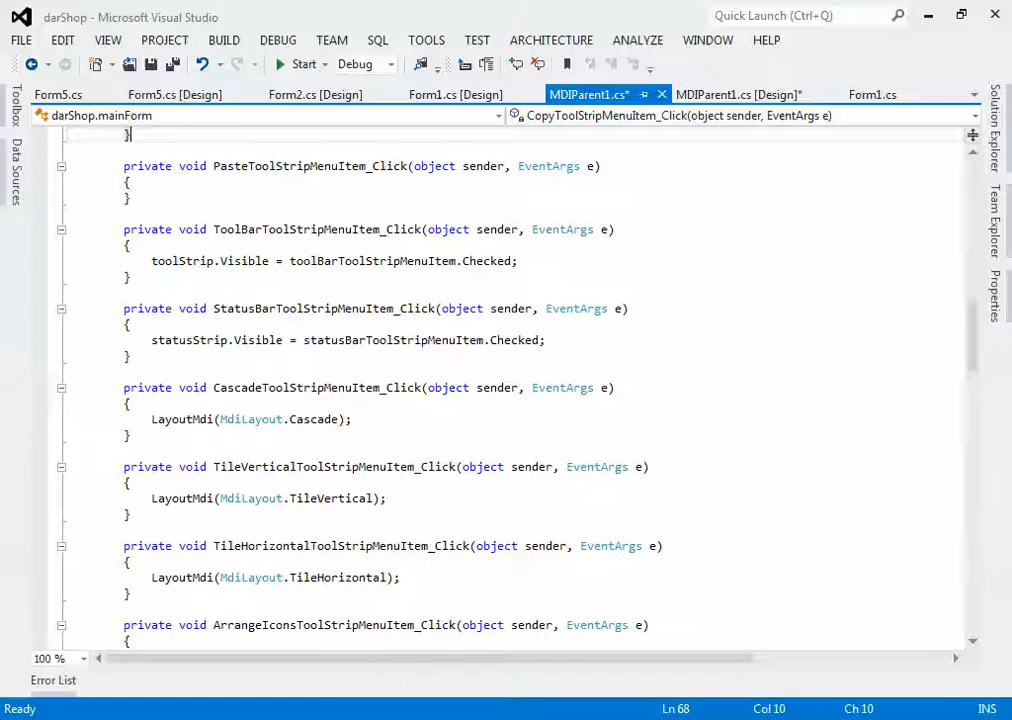 darShop - Microsoft Visual Studio
Quick Launch (Ctrl+Q)
FILE EDIT VIEW PROJECT BUILD DEBUG TEAM SQL TOOLS TEST ARCHITECTURE ANALYZE WINDOW HELP
Start Debug
Form5.cs Form5.cs [Design] Form2.cs [Design] Form1.cs [Design] MDIParent1.cs* MDIParent1.cs [Design]* Form1.cs
darShop.mainForm CopyToolStripMenuItem_Click(object sender, EventArgs e)
Toolbox
Data Sources
Solution Explorer
Team Explorer
Properties
}
private void PasteToolStripMenuItem_Click(object sender, EventArgs e)
{
}
private void ToolBarToolStripMenuItem_Click(object sender, EventArgs e)
{
toolStrip.Visible = toolBarToolStripMenuItem.Checked;
}
private void StatusBarToolStripMenuItem_Click(object sender, EventArgs e)
{
statusStrip.Visible = statusBarToolStripMenuItem.Checked;
}
private void CascadeToolStripMenuItem_Click(object sender, EventArgs e)
{
LayoutMdi(MdiLayout.Cascade);
}
private void TileVerticalToolStripMenuItem_Click(object sender, EventArgs e)
{
LayoutMdi(MdiLayout.TileVertical);
}
private void TileHorizontalToolStripMenuItem_Click(object sender, EventArgs e)
{
LayoutMdi(MdiLayout.TileHorizontal);
}
private void ArrangeIconsToolStripMenuItem_Click(object sender, EventArgs e)
{
100 %
Error List
Ready Ln 68 Col 10 Ch 10 INS